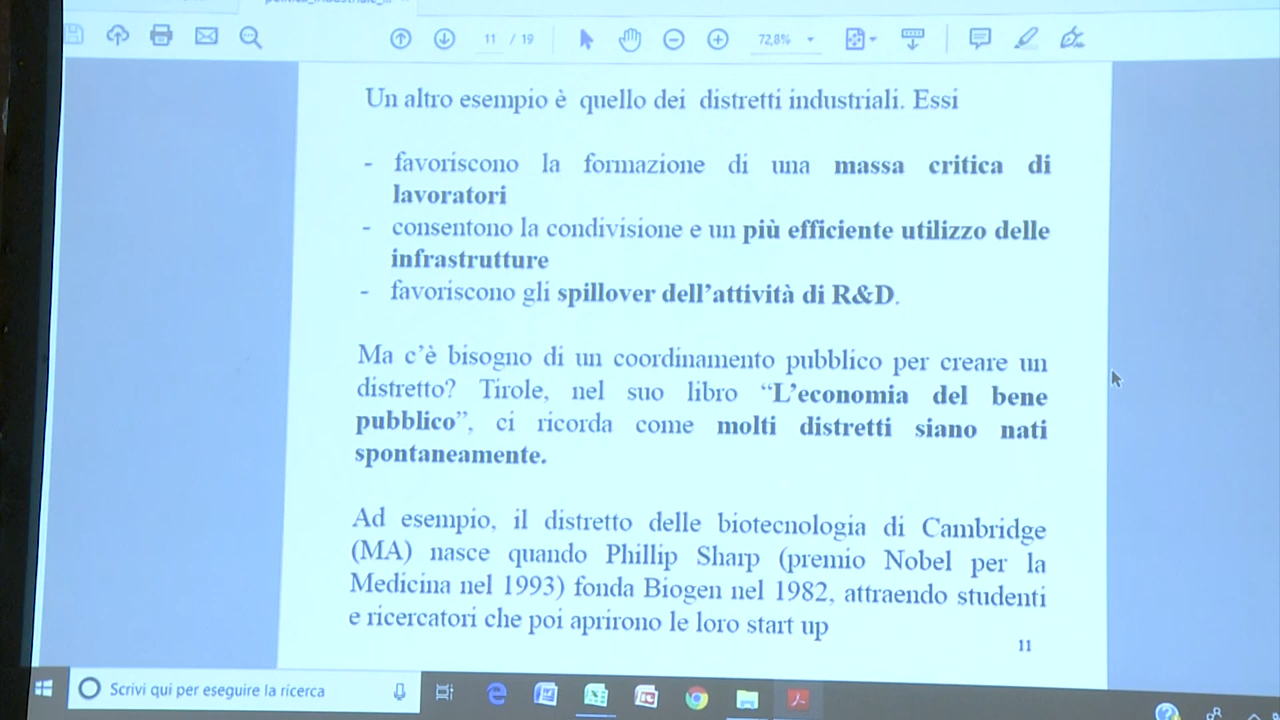 11 / 19
72,8%
Un altro esempio è quello dei distretti industriali. Essi
- favoriscono la formazione di una massa critica di
lavoratori
- consentono la condivisione e un più efficiente utilizzo delle
infrastrutture
- favoriscono gli spillover dell’attività di R&D.
Ma c’è bisogno di un coordinamento pubblico per creare un
distretto? Tirole, nel suo libro “L’economia del bene
pubblico”, ci ricorda come molti distretti siano nati
spontaneamente.
Ad esempio, il distretto delle biotecnologia di Cambridge
(MA) nasce quando Phillip Sharp (premio Nobel per la
Medicina nel 1993) fonda Biogen nel 1982, attraendo studenti
e ricercatori che poi aprirono le loro start up
11
Scrivi qui per eseguire la ricerca